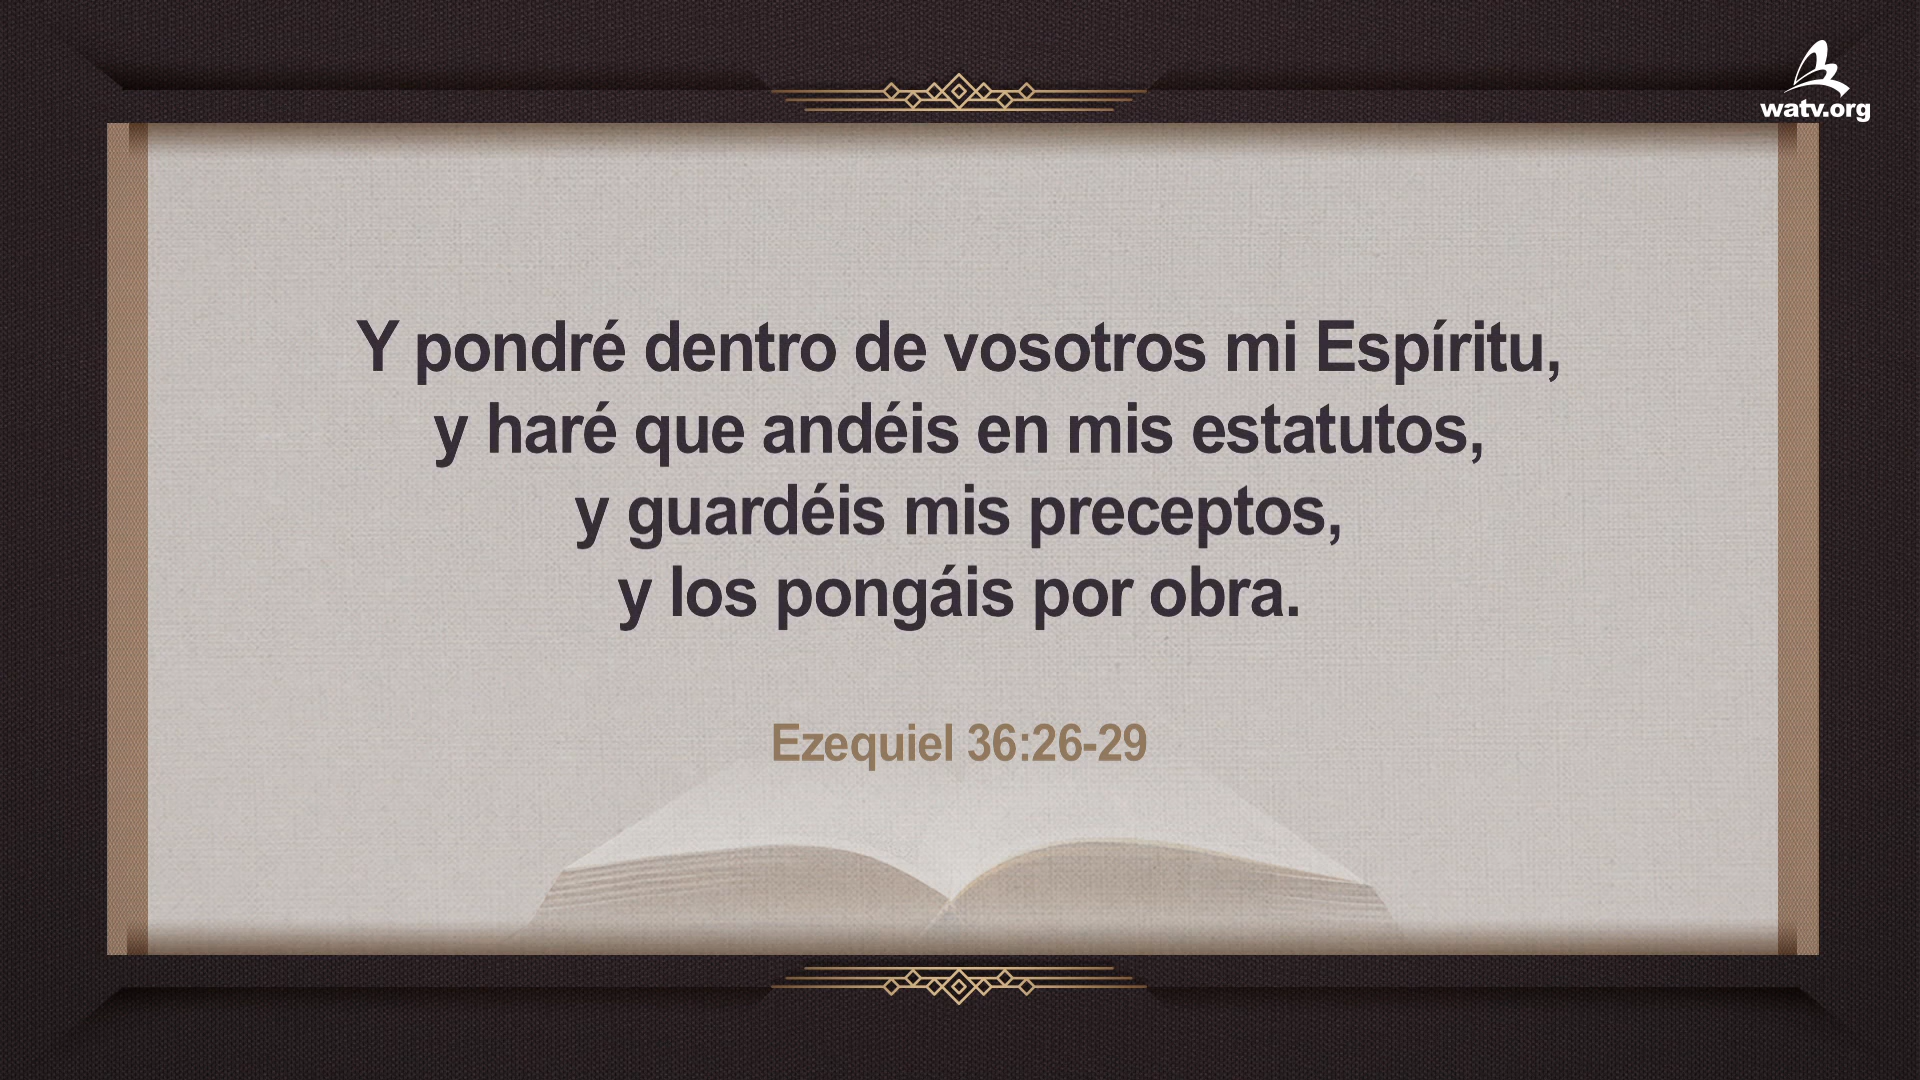 watv.org
Y pondré dentro de vosotros mi Espíritu,
y haré que andéis en mis estatutos,
y guardéis mis preceptos,
y los pongáis por obra.
Ezequiel 36:26-29